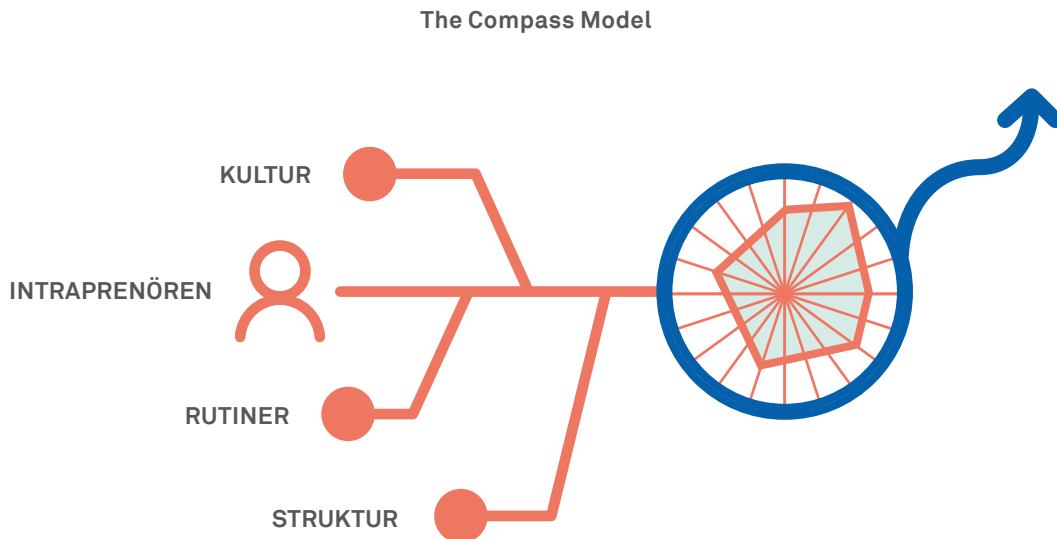 The Compass Model
KULTUR
INTRAPRENÖREN
RUTINER
STRUKTUR